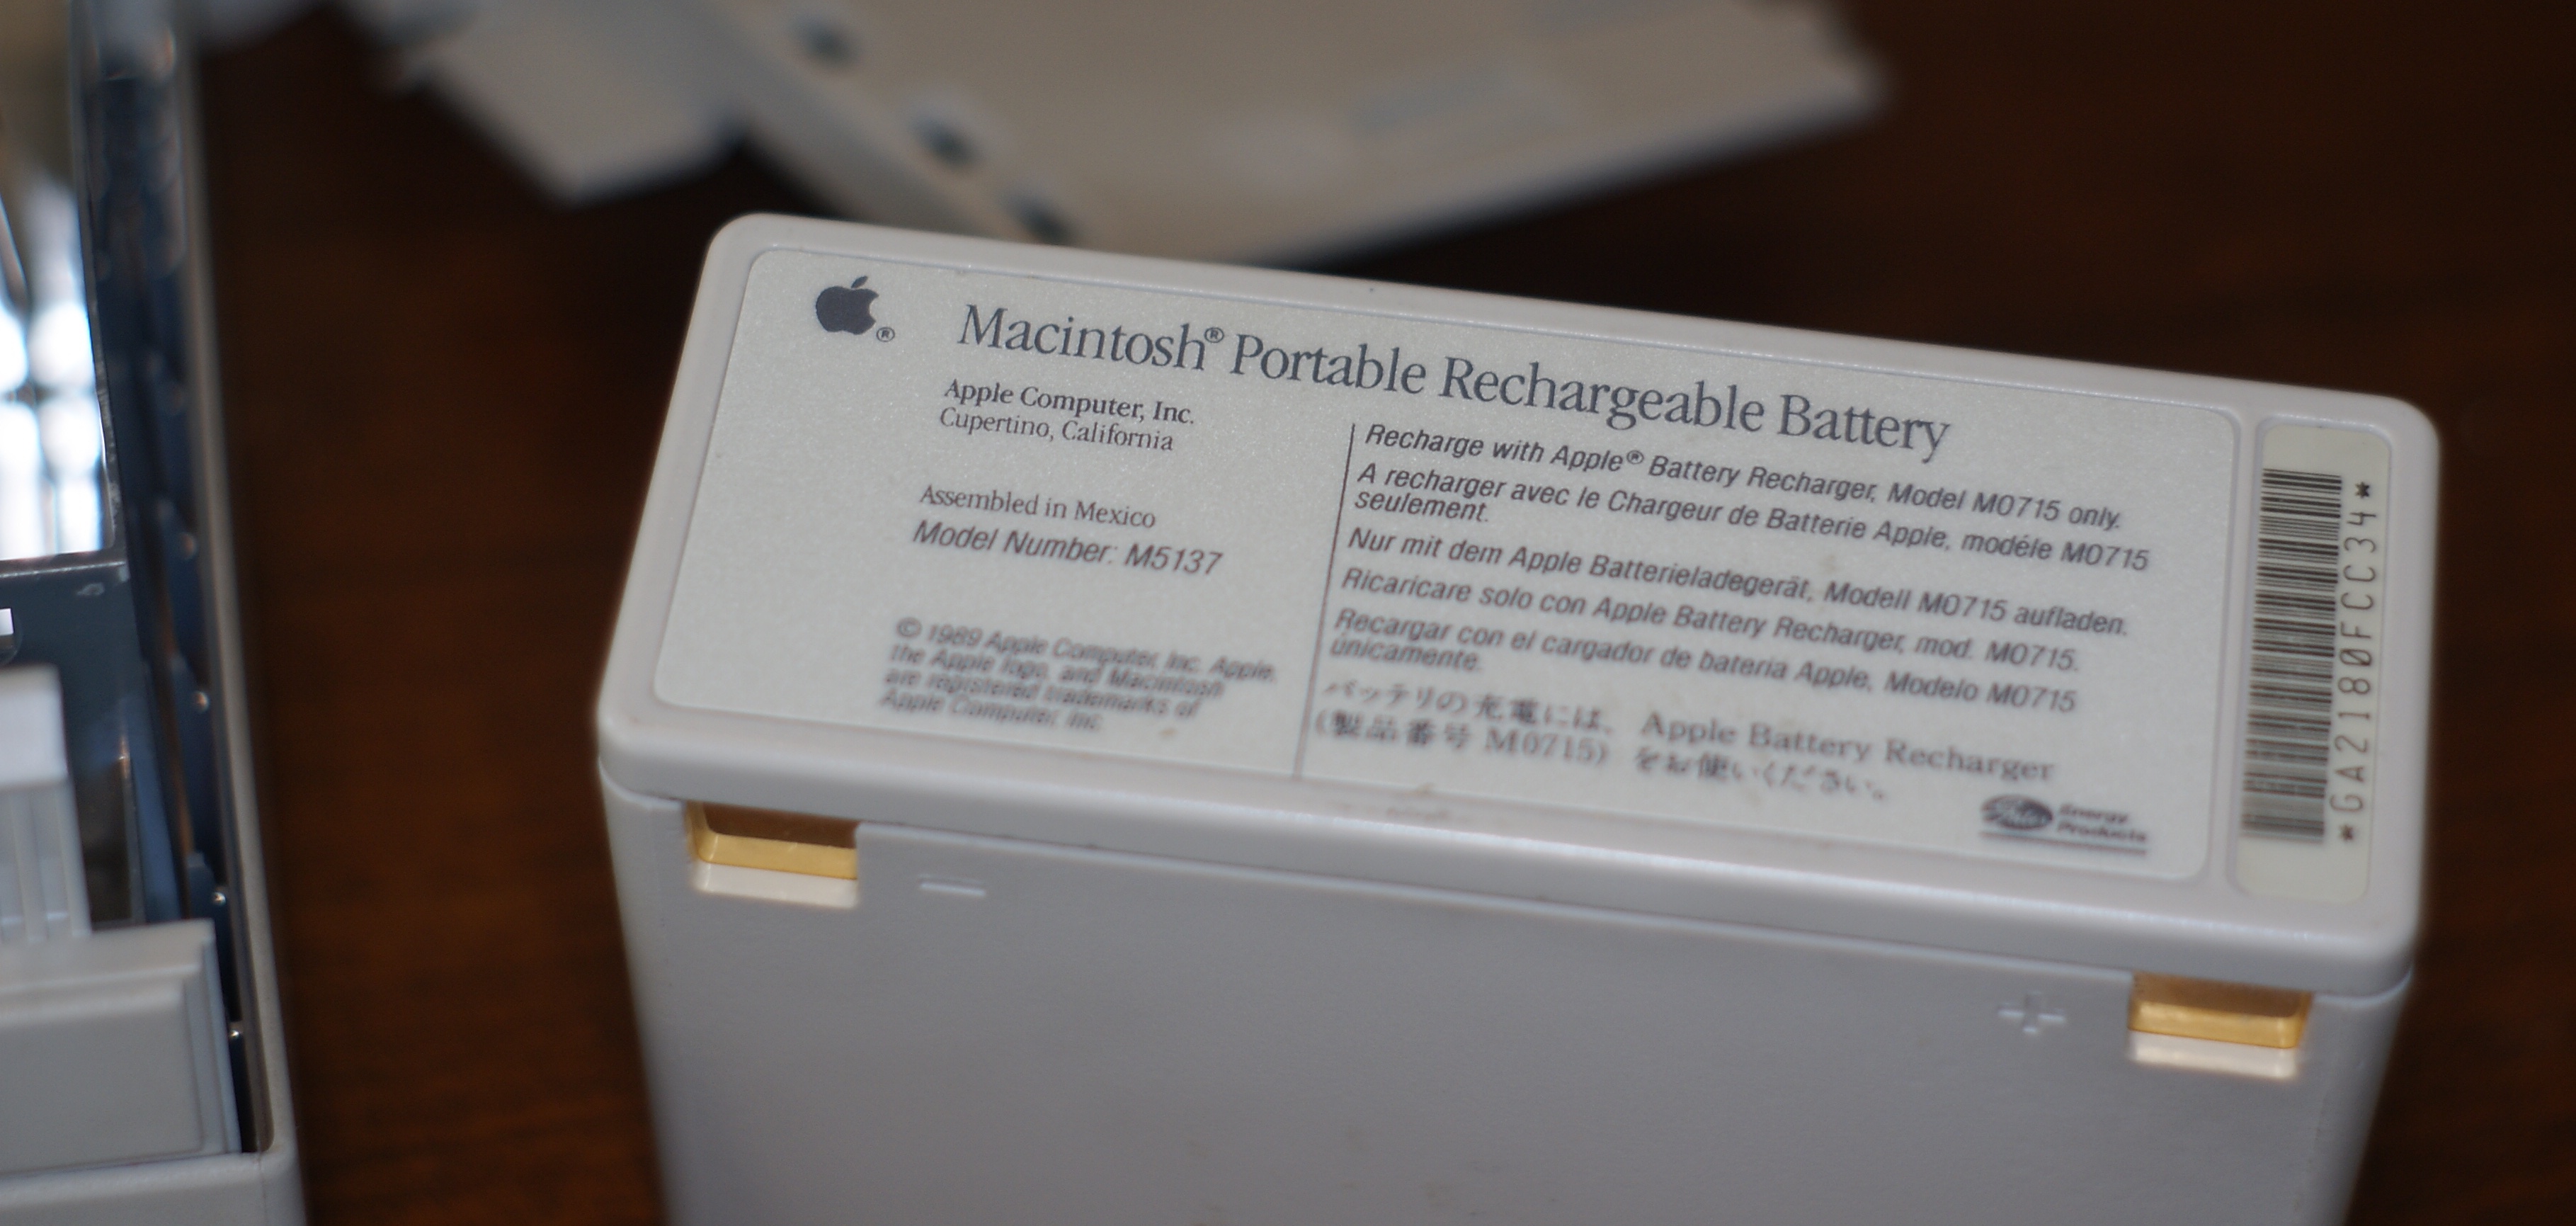 Macintosh® Portable Rechargeable Battery
Apple Computer, Inc.
Cupertino, California
Assembled in Mexico
Model Number: M5137
© 1989 Apple Computer, Inc. Apple,
the Apple logo, and Macintosh
are registered trademarks of
Apple Computer, Inc.
Recharge with Apple® Battery Recharger, Model M0715 only.
A recharger avec le Chargeur de Batterie Apple, modèle M0715
seulement.
Nur mit dem Apple Batterieladegerät, Modell M0715 aufladen.
Ricaricare solo con Apple Battery Recharger, mod. M0715.
Recargar con el cargador de batería Apple, Modelo M0715
únicamente.
バッテリの充電には、 Apple Battery Recharger
(製品番号 M0715) をお使いください。
Gates Energy
Products
*GA2180FCC34*
®
−
+